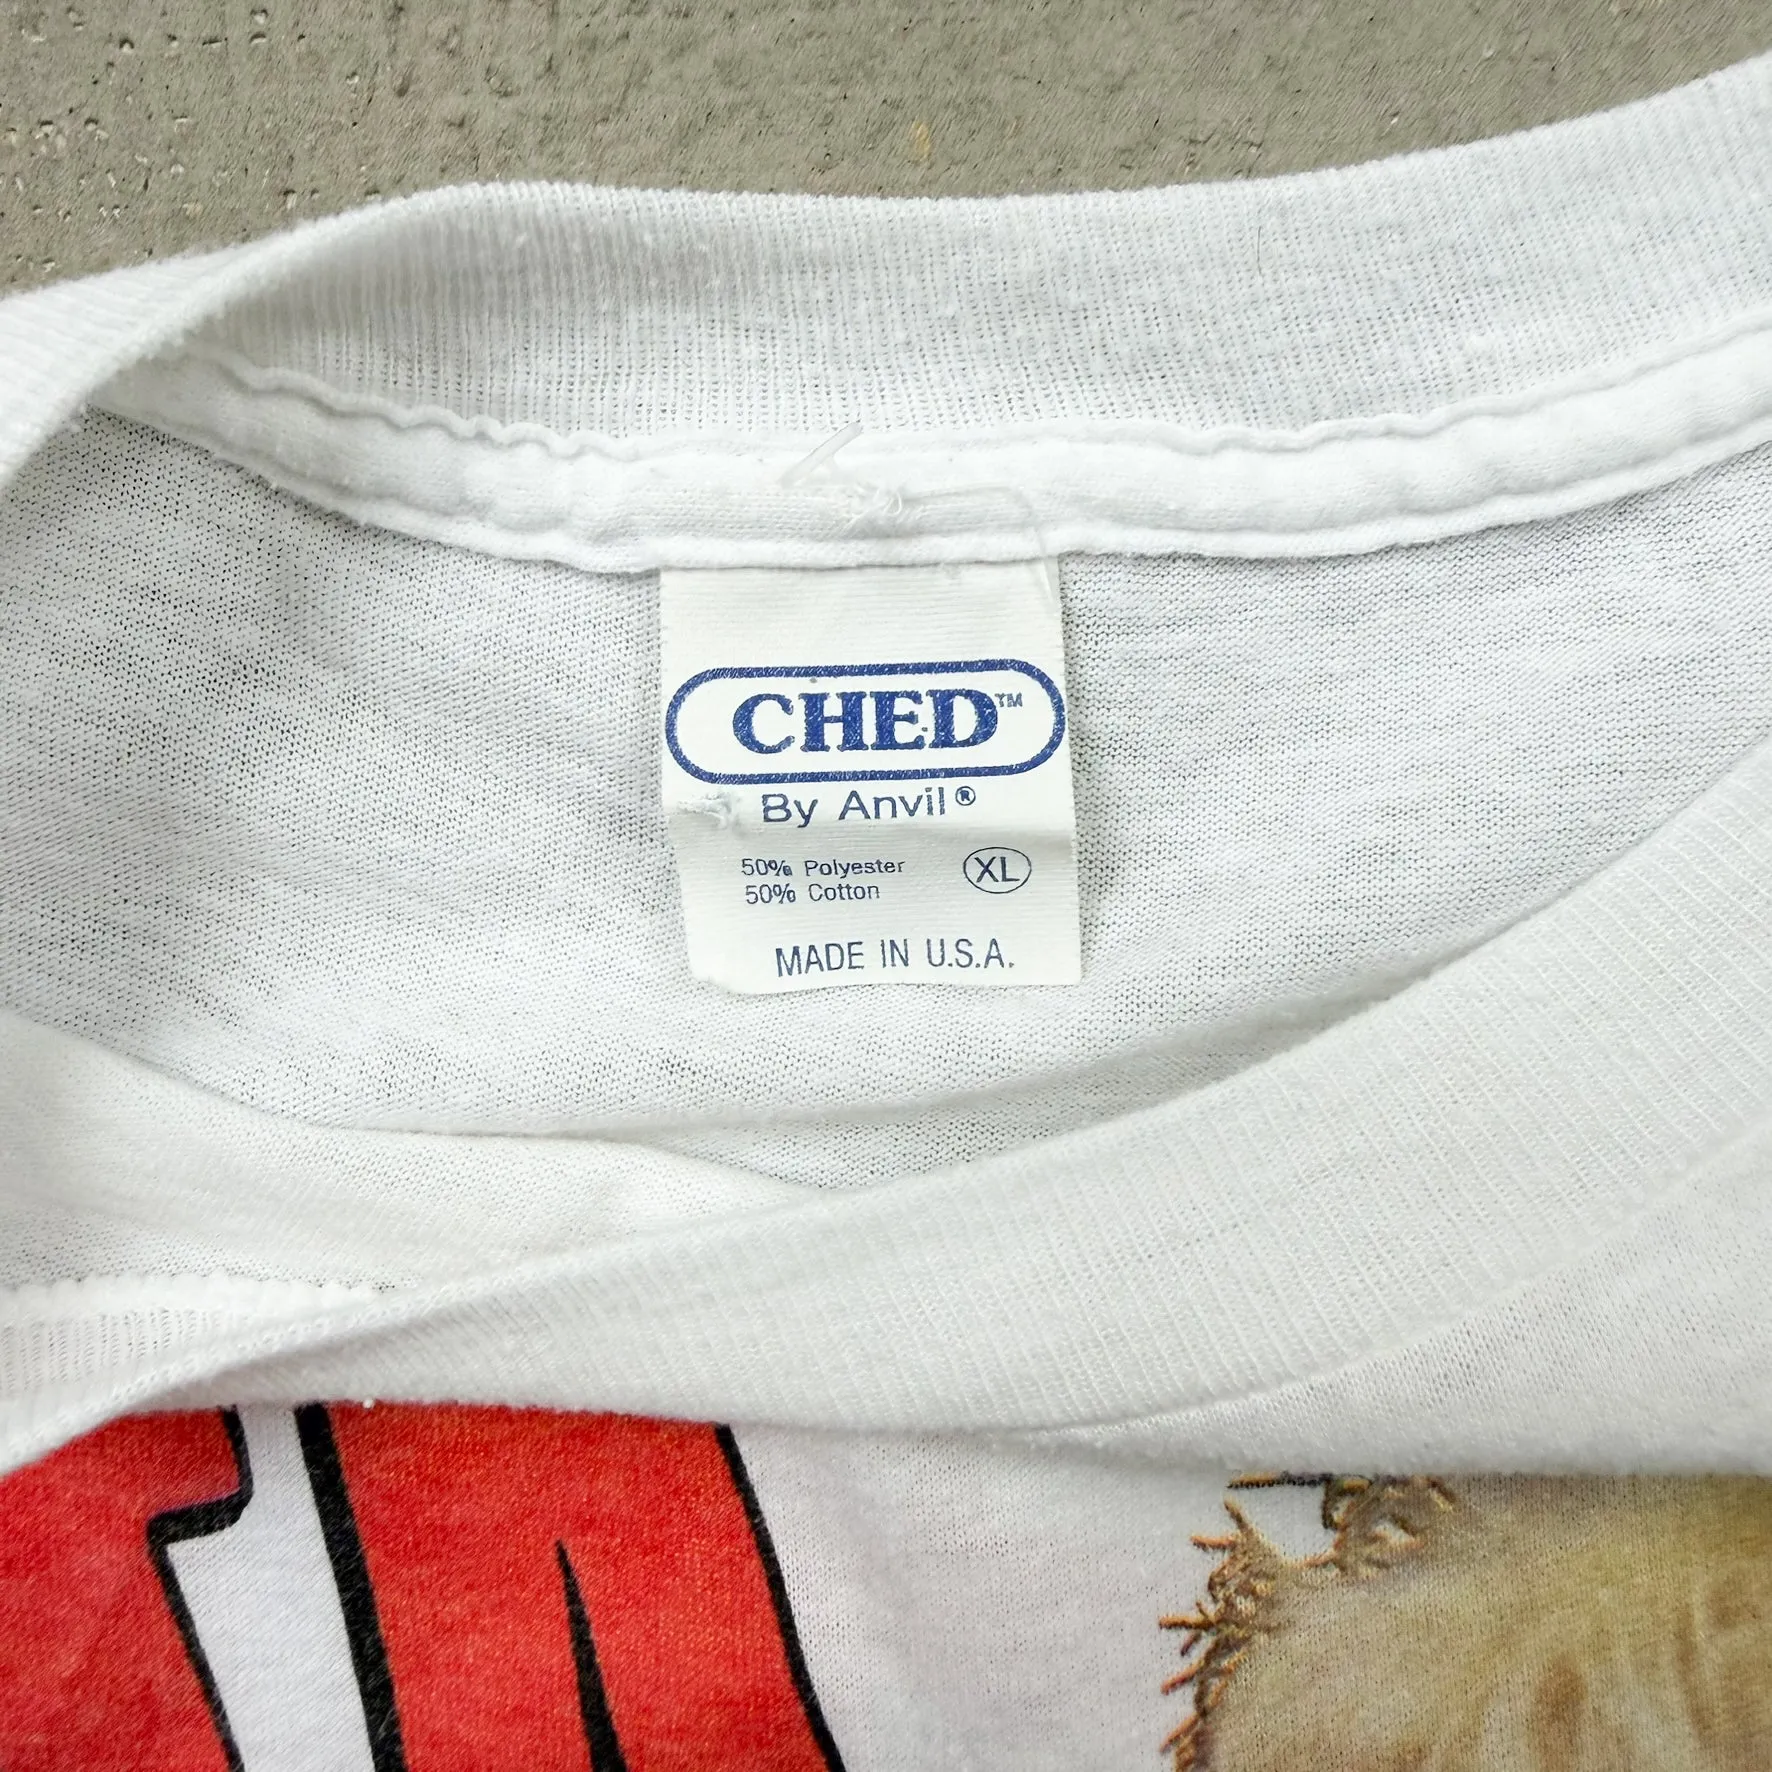 CHED™
By Anvil®
50% Polyester
50% Cotton
XL
MADE IN U.S.A.